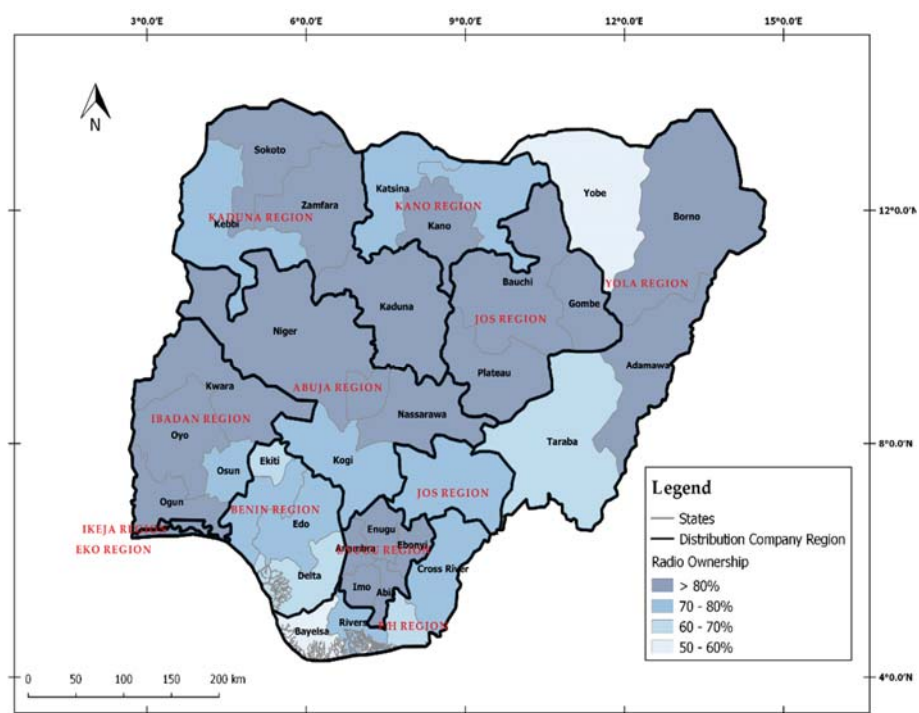 3°0.0'E 6°0.0'E 9°0.0'E 12°0.0'E 15°0.0'E
N
Sokoto
Yobe
Katsina
Zamfara
KANO REGION
Borno
12°0.0'N
KADUNA REGION
Kebbi
Kano
Bauchi
YOLA REGION
Gombe
Kaduna
JOS REGION
Niger
Adamawa
Plateau
Kwara
ABUJA REGION
Nassarawa
IBADAN REGION
Oyo
Taraba
8°0.0'N
Ekiti
Kogi
Osun
JOS REGION
Ogun
BENIN REGION
Edo
Enugu
IKEJA REGION
EKO REGION
Ebonyi
Cross River
Delta
Imo
Rivers
Bayelsa
Legend
States
Distribution Company Region
Radio Ownership
> 80%
70 - 80%
60 - 70%
50 - 60%
4°0.0'N
0 50 100 150 200 km